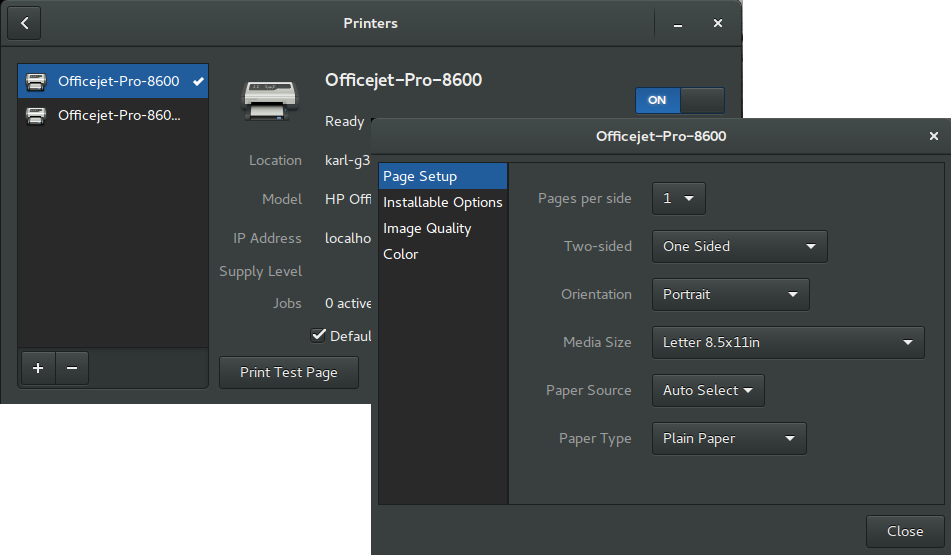 Printers
Officejet-Pro-8600
Officejet-Pro-860...
Officejet-Pro-8600
ON
Ready
Location karl-g3
Model HP Offi
IP Address localho
Supply Level
Jobs 0 active
Defaul
+ −
Print Test Page
Officejet-Pro-8600
Page Setup
Installable Options
Image Quality
Color
Pages per side 1
Two-sided One Sided
Orientation Portrait
Media Size Letter 8.5x11in
Paper Source Auto Select
Paper Type Plain Paper
Close